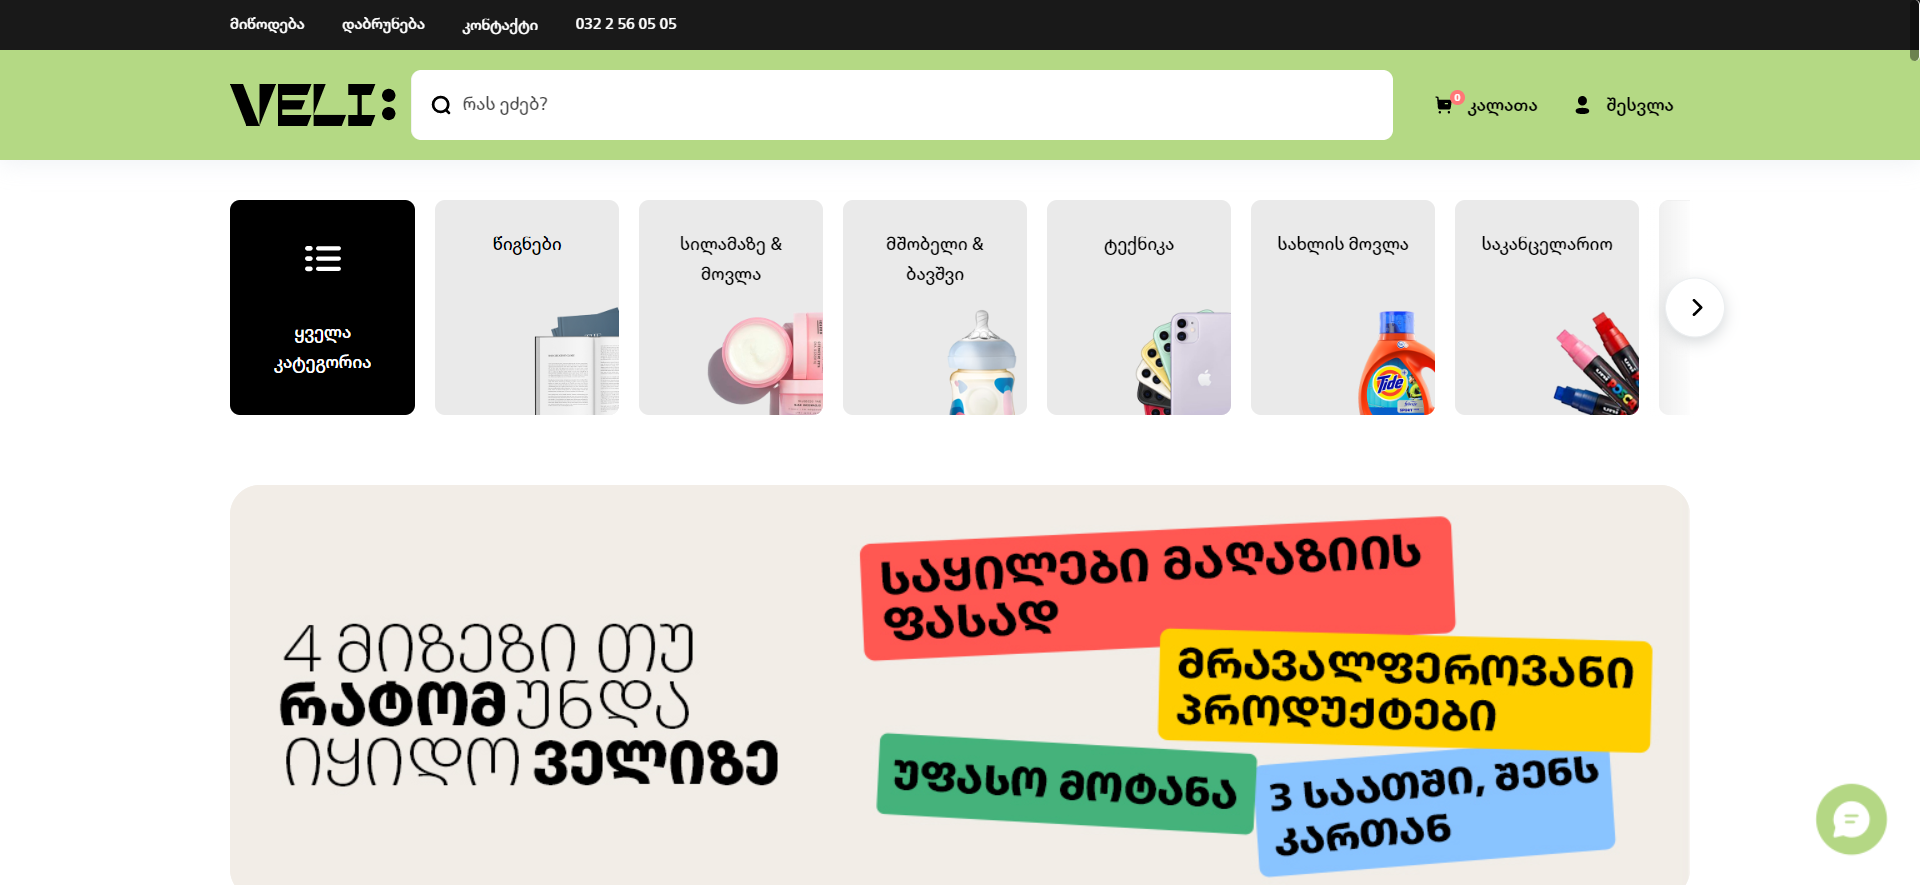 მიწოდება
დაბრუნება
კონტაქტი
032 2 56 05 05
VELI:
რას ეძებ?
0
კალათა
შესვლა
ყველა
კატეგორია
წიგნები
სილამაზე &
მოვლა
მშობელი &
ბავშვი
ტექნიკა
სახლის მოვლა
საკანცელარიო
Tide
4 მიზეზი თუ
რატომ უნდა
იყიდო ველიზე
საყიდლები მაღაზიის
ფასად
მრავალფეროვანი
პროდუქტები
უფასო მოტანა
3 საათში, შენს
კართან